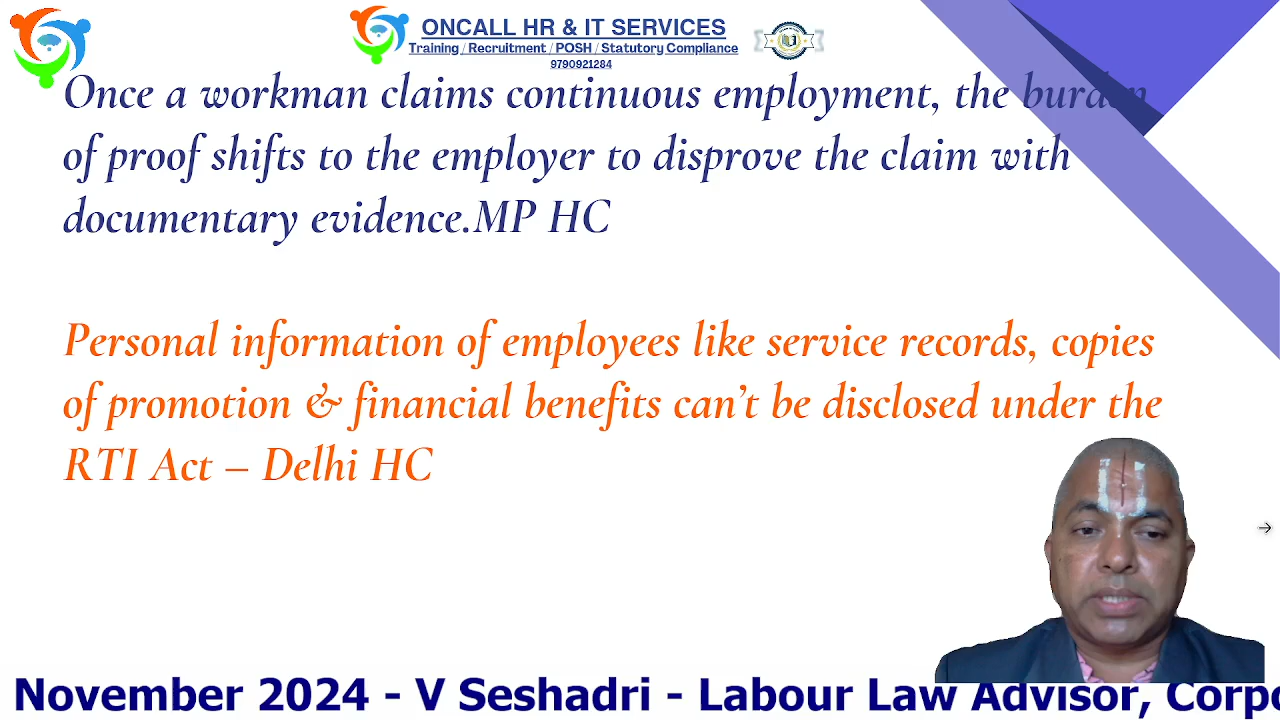 ONCALL HR & IT SERVICES
Training / Recruitment / POSH / Statutory Compliance
9790921284
Once a workman claims continuous employment, the burden
of proof shifts to the employer to disprove the claim with
documentary evidence.MP HC
Personal information of employees like service records, copies
of promotion & financial benefits can’t be disclosed under the
RTI Act – Delhi HC
November 2024 - V Seshadri - Labour Law Advisor, Corpo